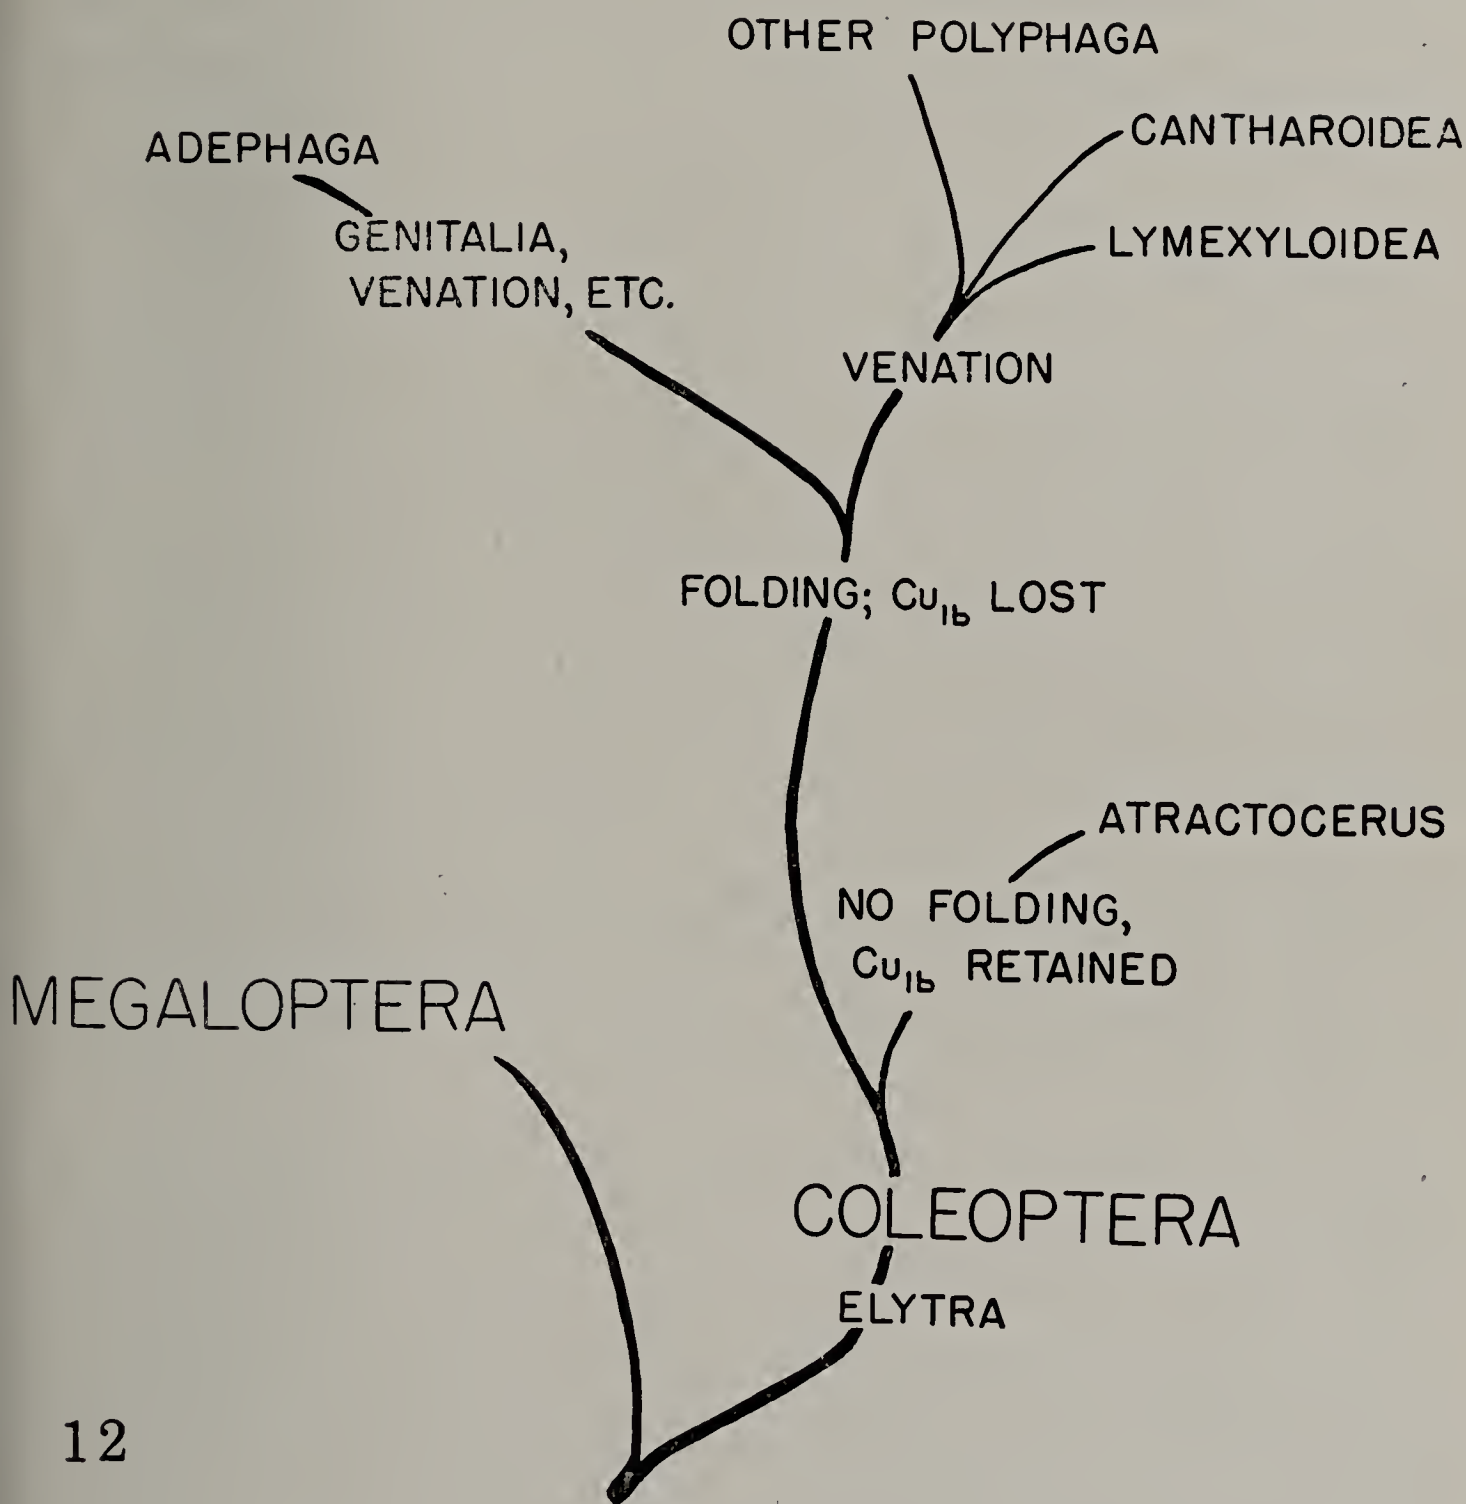 OTHER POLYPHAGA
CANTHAROIDEA
ADEPHAGA
GENITALIA,
VENATION, ETC.
LYMEXYLOIDEA
VENATION
FOLDING; Cu1b LOST
ATRACTOCERUS
NO FOLDING,
Cu1b RETAINED
MEGALOPTERA
COLEOPTERA
ELYTRA
12